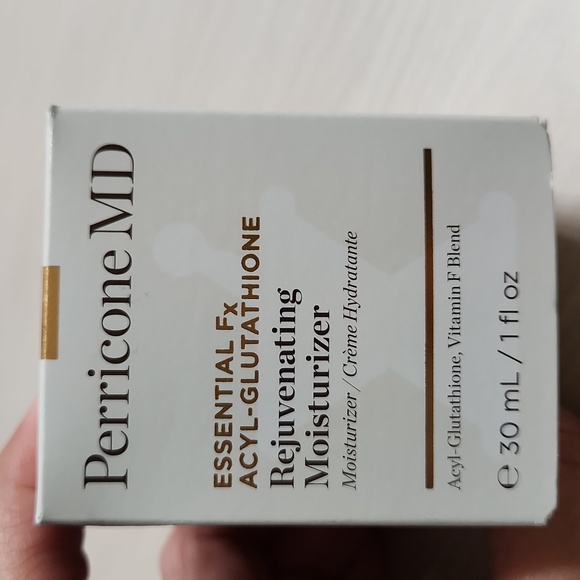 Perricone MD
ESSENTIAL Fx
ACYL-GLUTATHIONE
Rejuvenating
Moisturizer
Moisturizer / Crème Hydratante
Acyl-Glutathione, Vitamin F Blend
℮ 30 mL / 1 fl oz